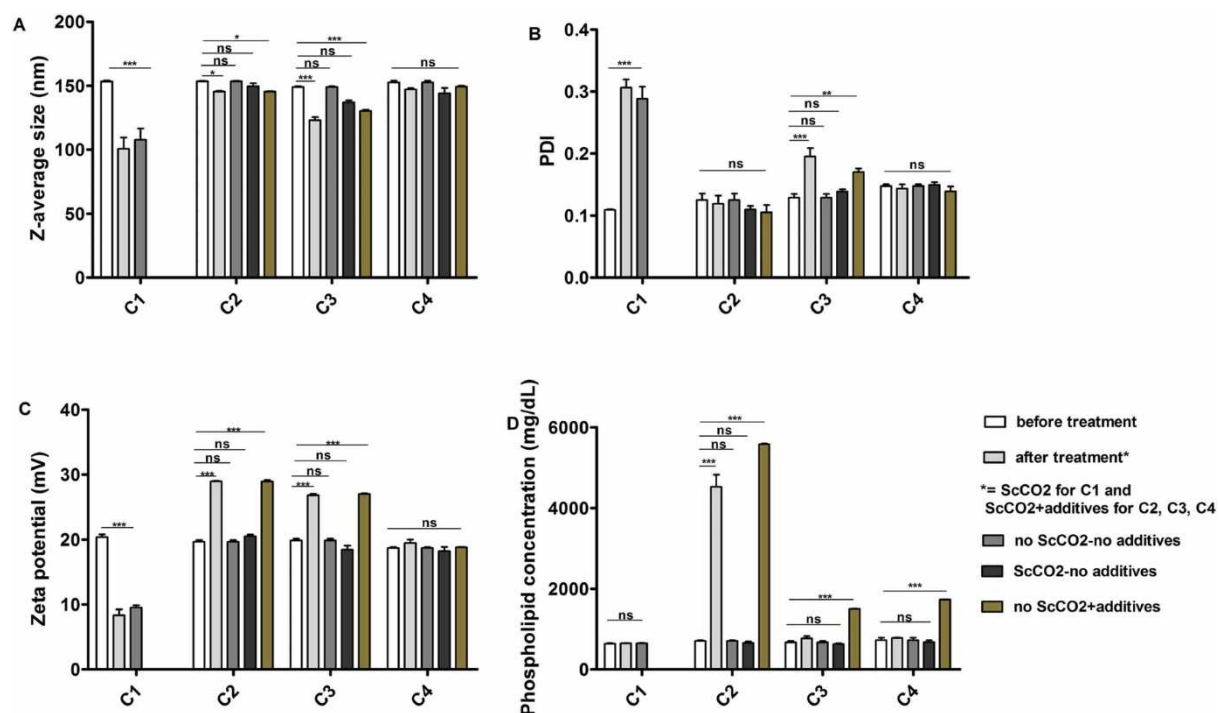 A
Z-average size (nm)
200
150
100
50
0
***
*
ns
ns
*
***
ns
ns
***
ns
C1
C2
C3
C4
B
PDI
0.4
0.3
0.2
0.1
0.0
***
ns
**
ns
ns
***
ns
C1
C2
C3
C4
C
Zeta potential (mV)
40
30
20
10
0
***
***
ns
ns
***
***
ns
ns
***
ns
C1
C2
C3
C4
D
Phospholipid concentration (mg/dL)
6000
4000
2000
0
ns
***
ns
ns
***
***
ns
***
ns
C1
C2
C3
C4
before treatment
after treatment*
*= ScCO2 for C1 and
ScCO2+additives for C2, C3, C4
no ScCO2-no additives
ScCO2-no additives
no ScCO2+additives